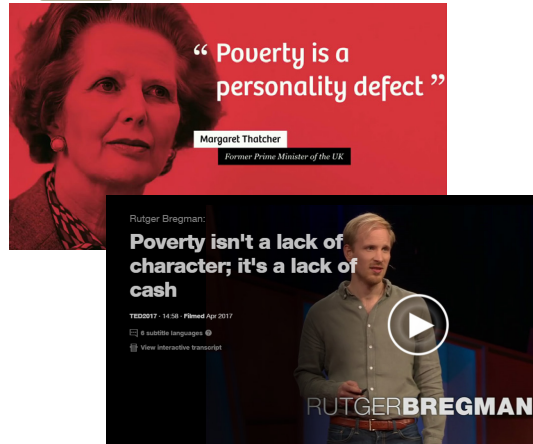 “ Poverty is a
personality defect ”
Margaret Thatcher
Former Prime Minister of the UK
Rutger Bregman:
Poverty isn't a lack of
character; it's a lack of
cash
TED2017 · 14:58 · Filmed Apr 2017
6 subtitle languages
View interactive transcript
RUTGERBREGMAN